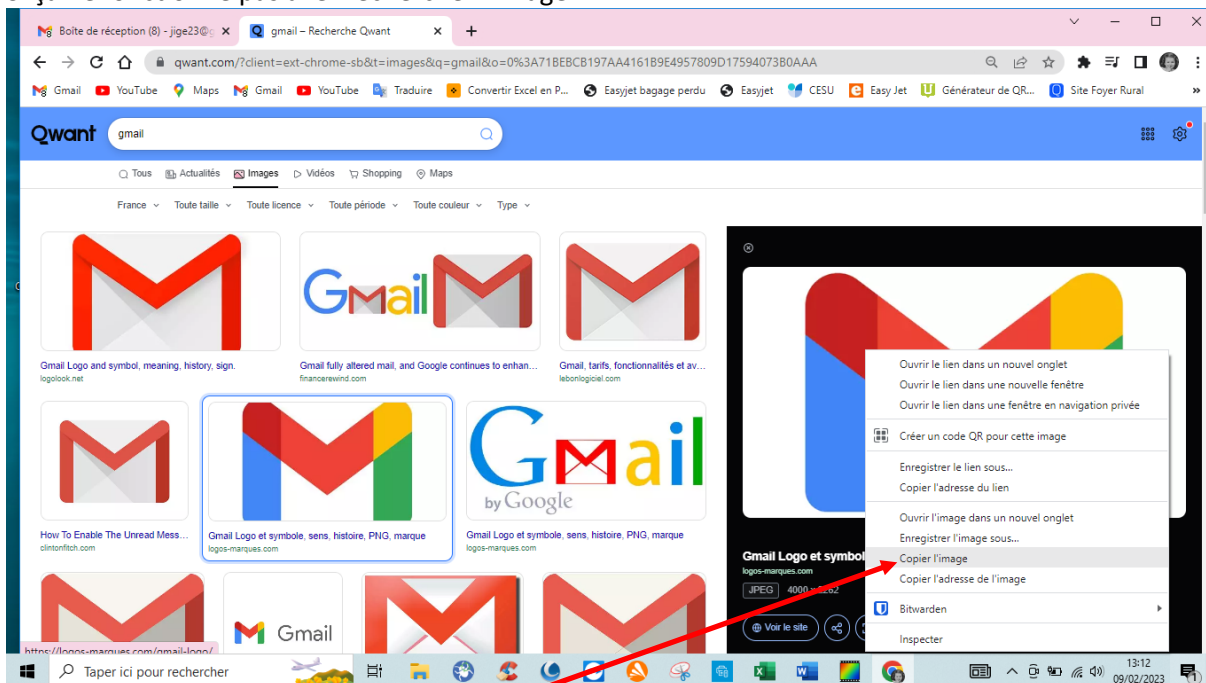 Boîte de réception (8) - jige23@g
gmail – Recherche Qwant
qwant.com/?client=ext-chrome-sb&t=images&q=gmail&o=0%3A71BEBCB197AA4161B9E4957809D17594073B0AAA
Gmail YouTube Maps Gmail YouTube Traduire Convertir Excel en P... Easyjet bagage perdu Easyjet CESU Easy Jet Générateur de QR... Site Foyer Rural »
Qwant gmail
Tous Actualités Images Vidéos Shopping Maps
France Toute taille Toute licence Toute période Toute couleur Type
Gmail
Gmail Logo and symbol, meaning, history, sign.
logolook.net
Gmail fully altered mail, and Google continues to enhan...
financerewind.com
Gmail, tarifs, fonctionnalités et av...
lebonlogiciel.com
Gmail
by Google
How To Enable The Unread Mess...
clintonfitch.com
Gmail Logo et symbole, sens, histoire, PNG, marque
logos-marques.com
Gmail Logo et symbole, sens, histoire, PNG, marque
logos-marques.com
Gmail
https://logos-marques.com/gmail-logo/
Ouvrir le lien dans un nouvel onglet
Ouvrir le lien dans une nouvelle fenêtre
Ouvrir le lien dans une fenêtre en navigation privée
Créer un code QR pour cette image
Enregistrer le lien sous...
Copier l'adresse du lien
Ouvrir l'image dans un nouvel onglet
Enregistrer l'image sous...
Copier l'image
Copier l'adresse de l'image
Bitwarden
Inspecter
Gmail Logo et symbol
logos-marques.com
JPEG 4000
Voir le site
Taper ici pour rechercher
13:12
09/02/2023